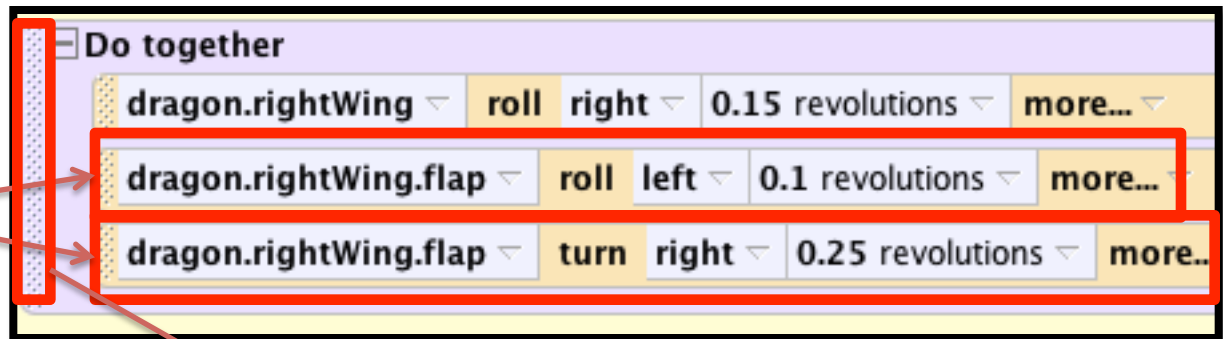 Do together
dragon.rightWing roll right 0.15 revolutions more...
dragon.rightWing.flap roll left 0.1 revolutions more...
dragon.rightWing.flap turn right 0.25 revolutions more..